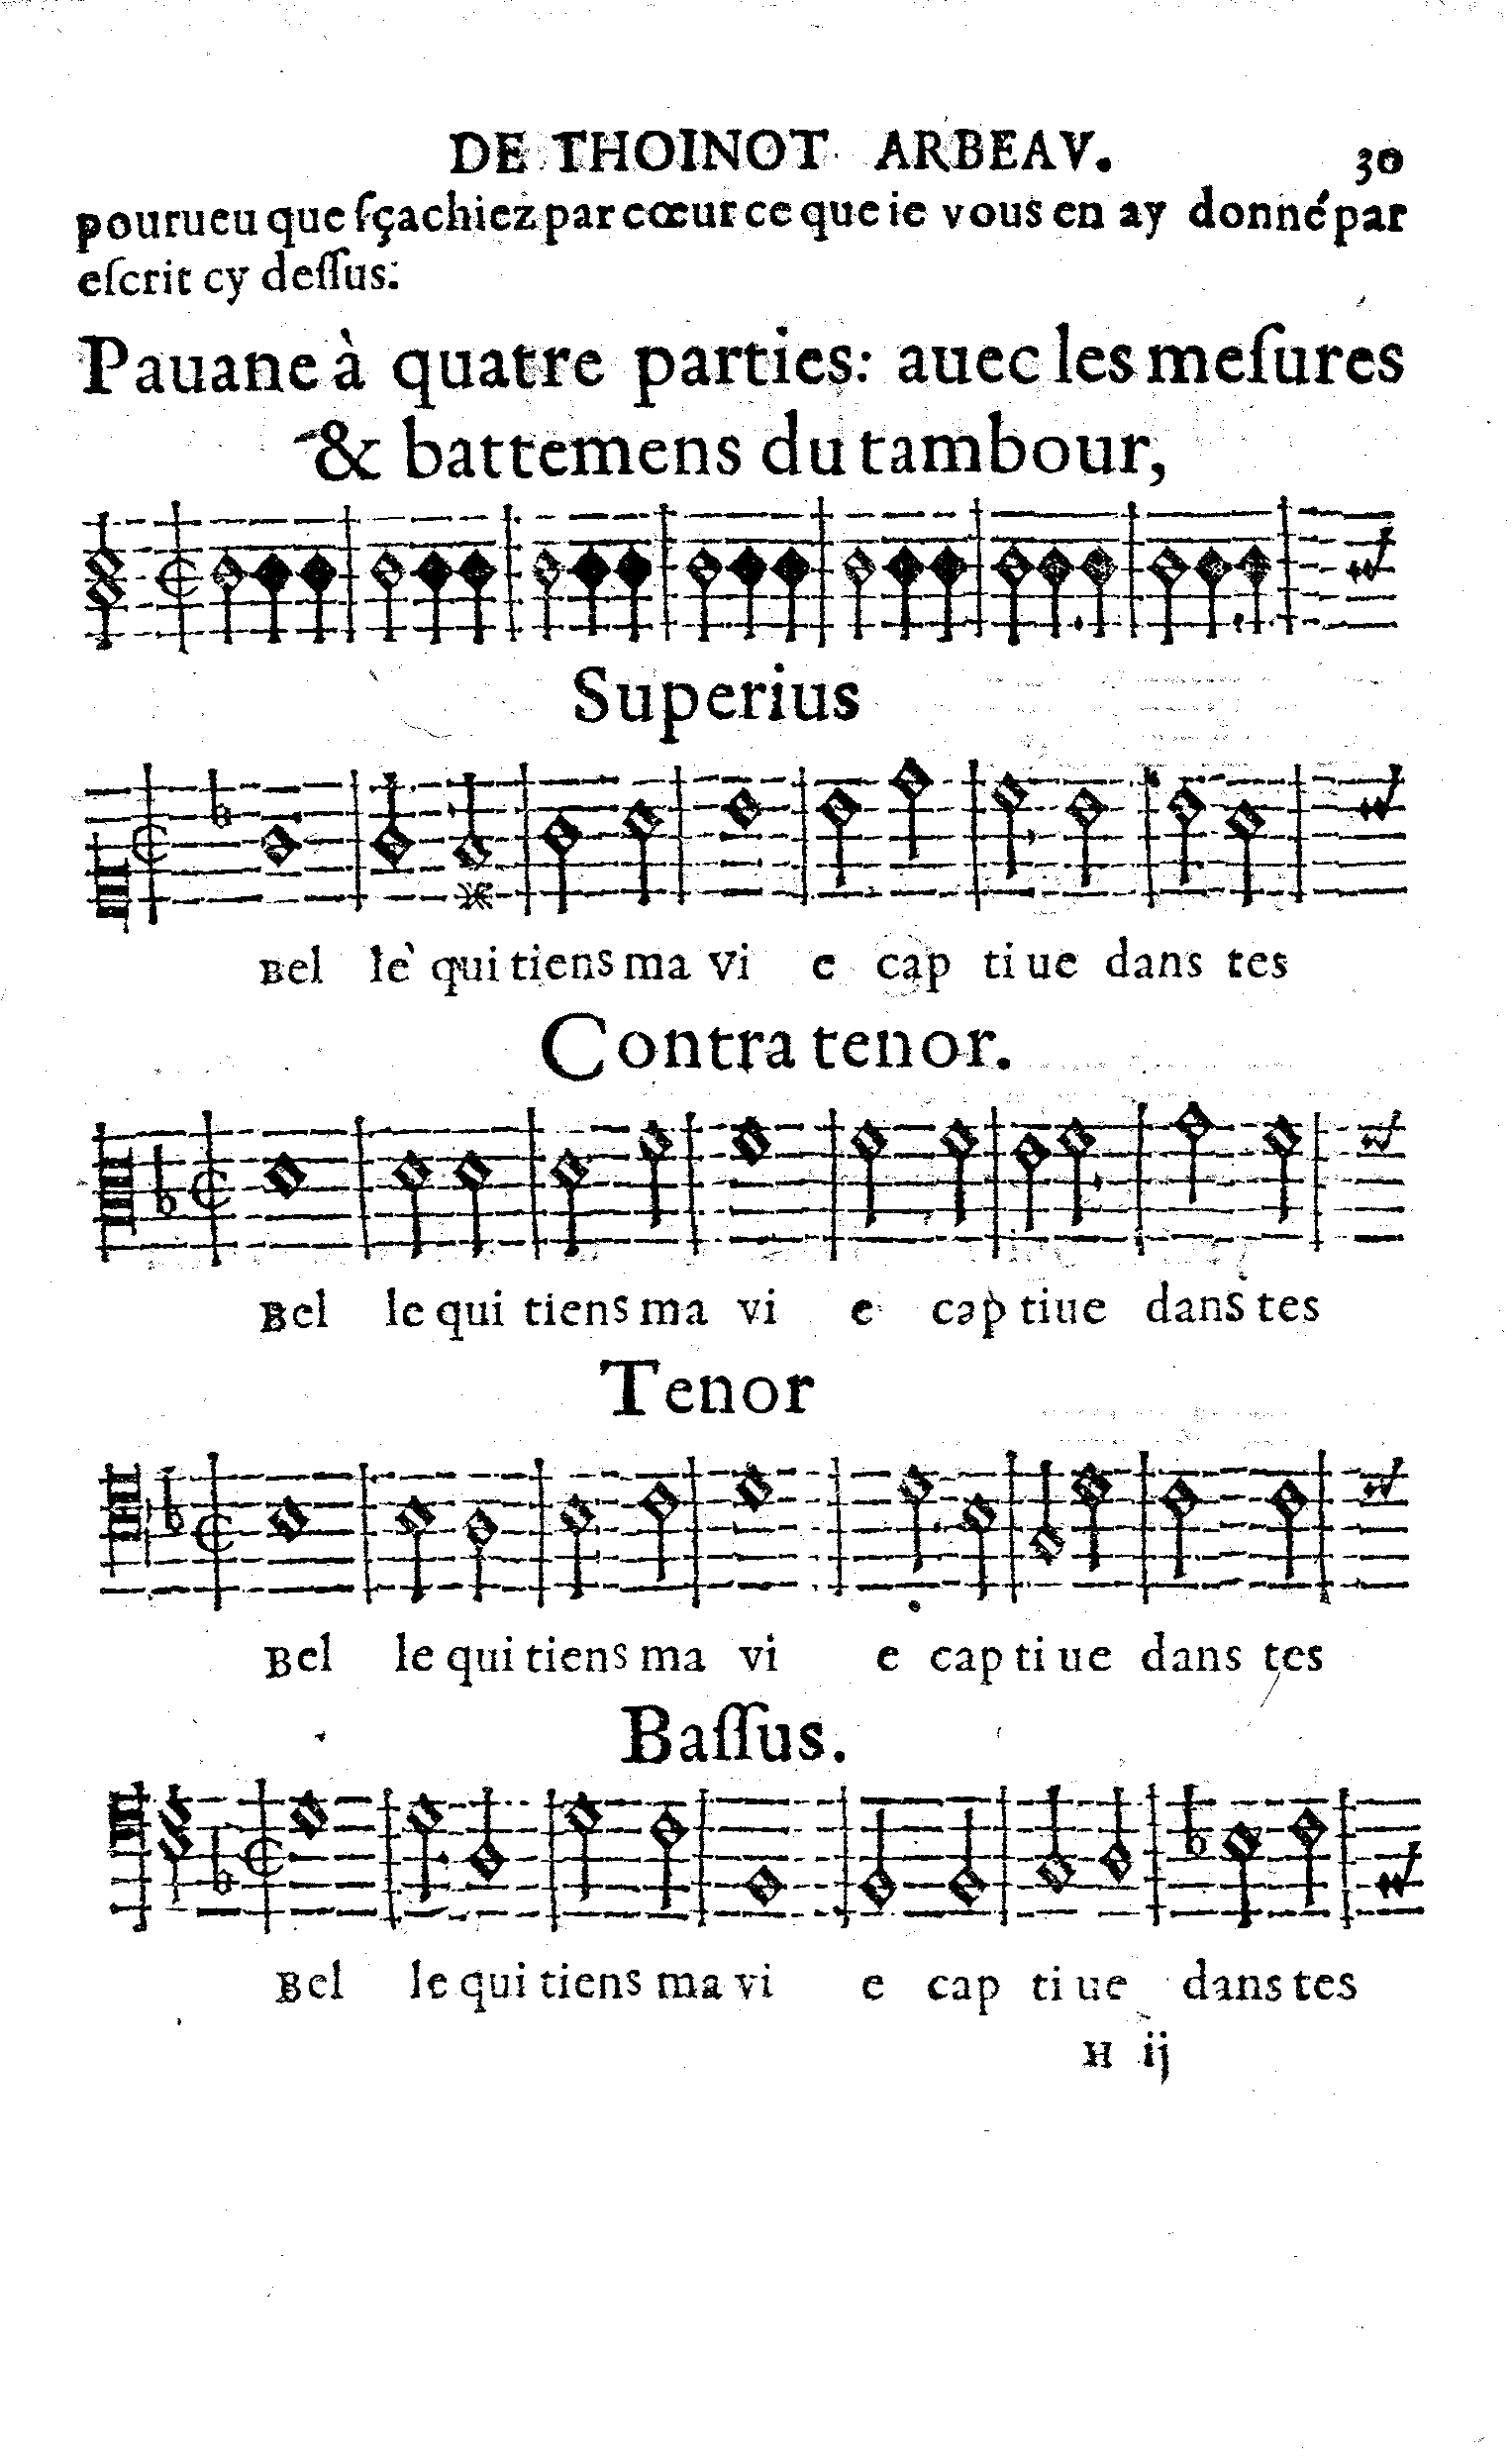 DE THOINOT ARBEAV. 30
pourueu que ſçachiez par cœur ce que ie vous en ay donné par
eſcrit cy deſſus:
Pauane à quatre parties: auec les meſures
& battemens du tambour,
Superius
Bel le qui tiens ma vi e cap ti ue dans tes
Contra tenor.
Bel le qui tiens ma vi e cap tiue dans tes
Tenor
Bel le qui tiens ma vi e cap ti ue dans tes
Baſſus.
Bel le qui tiens ma vi e cap ti ue dans tes
H ij